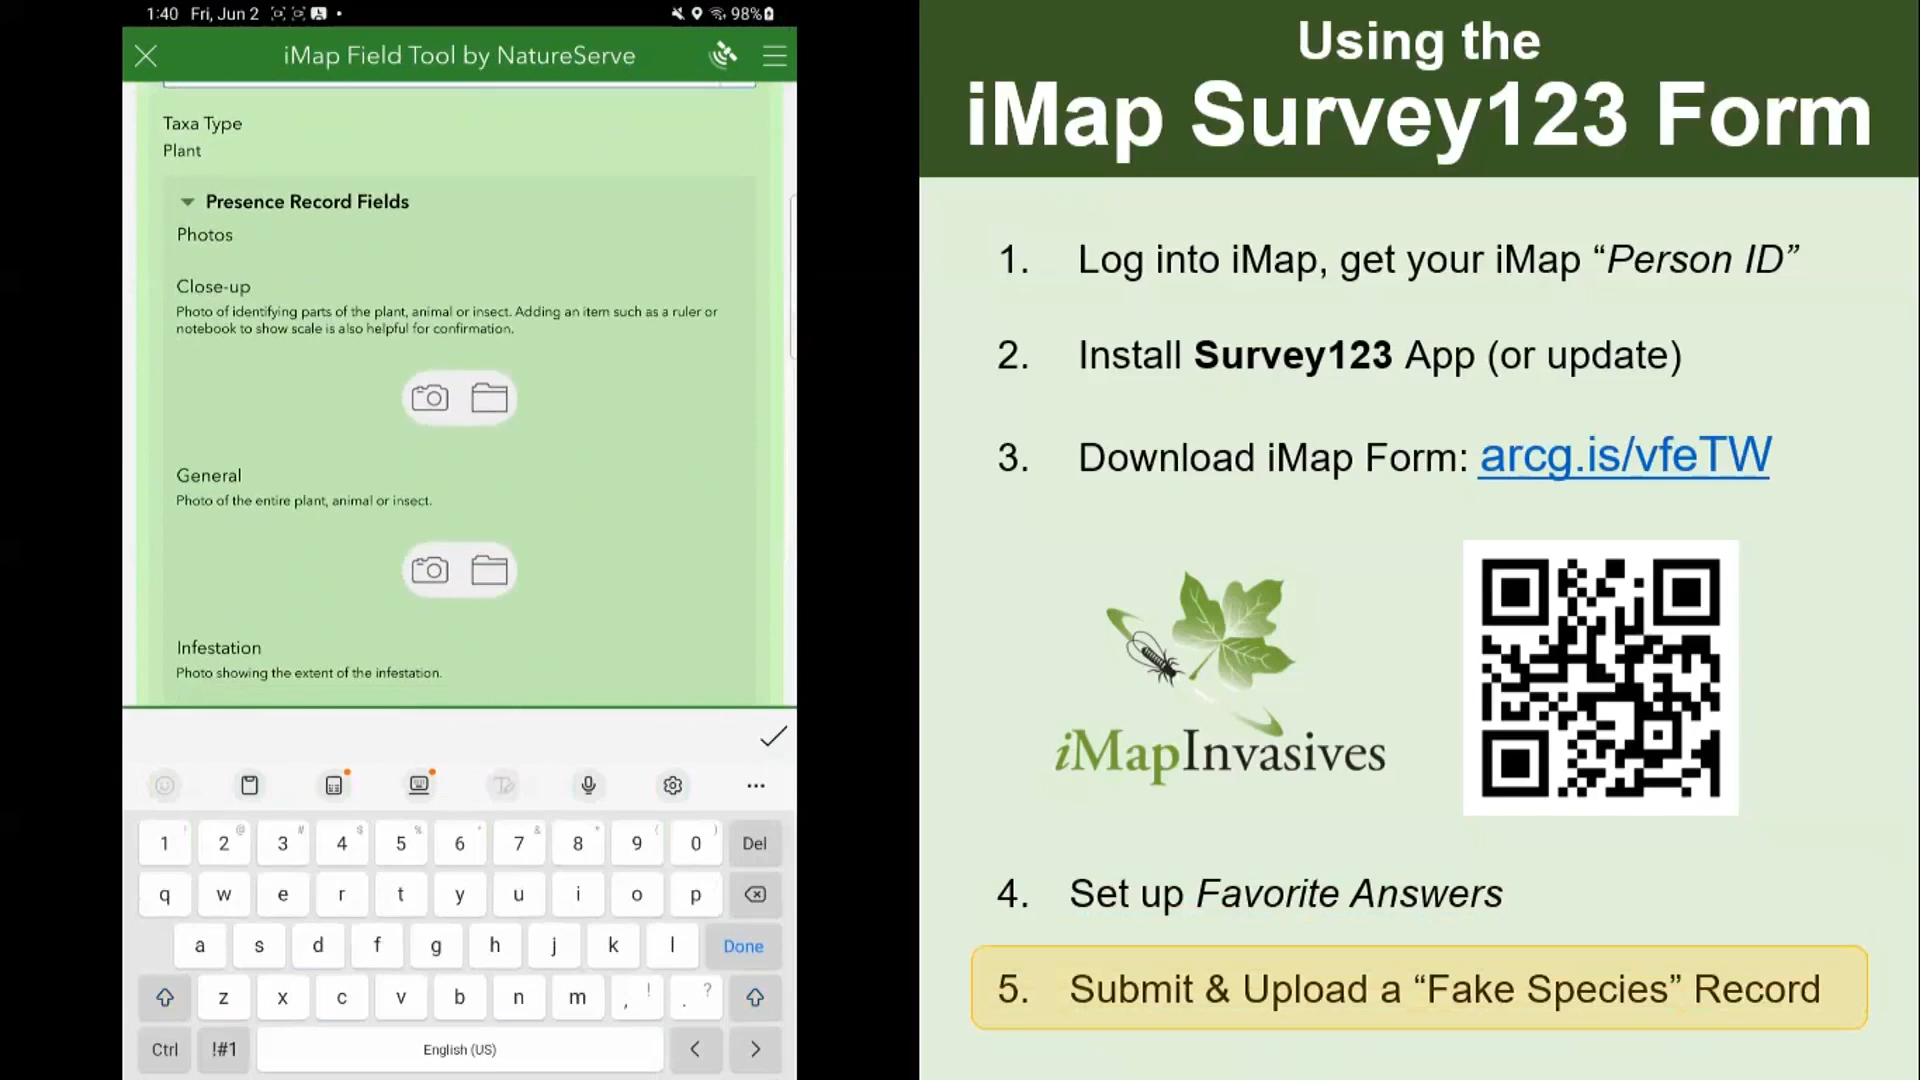 1:40 Fri, Jun 2
98%
iMap Field Tool by NatureServe
Taxa Type
Plant
Presence Record Fields
Photos
Close-up
Photo of identifying parts of the plant, animal or insect. Adding an item such as a ruler or
notebook to show scale is also helpful for confirmation.
General
Photo of the entire plant, animal or insect.
Infestation
Photo showing the extent of the infestation.
1 ! 2 @ 3 # 4 $ 5 % 6 ^ 7 & 8 * 9 ( 0 ) Del
q w e r t y u i o p
a s d f g h j k l Done
z x c v b n m , ! . ?
Ctrl !#1 English (US) < >
Using the
iMap Survey123 Form
1. Log into iMap, get your iMap “Person ID”
2. Install Survey123 App (or update)
3. Download iMap Form: arcg.is/vfeTW
iMapInvasives
4. Set up Favorite Answers
5. Submit & Upload a “Fake Species” Record